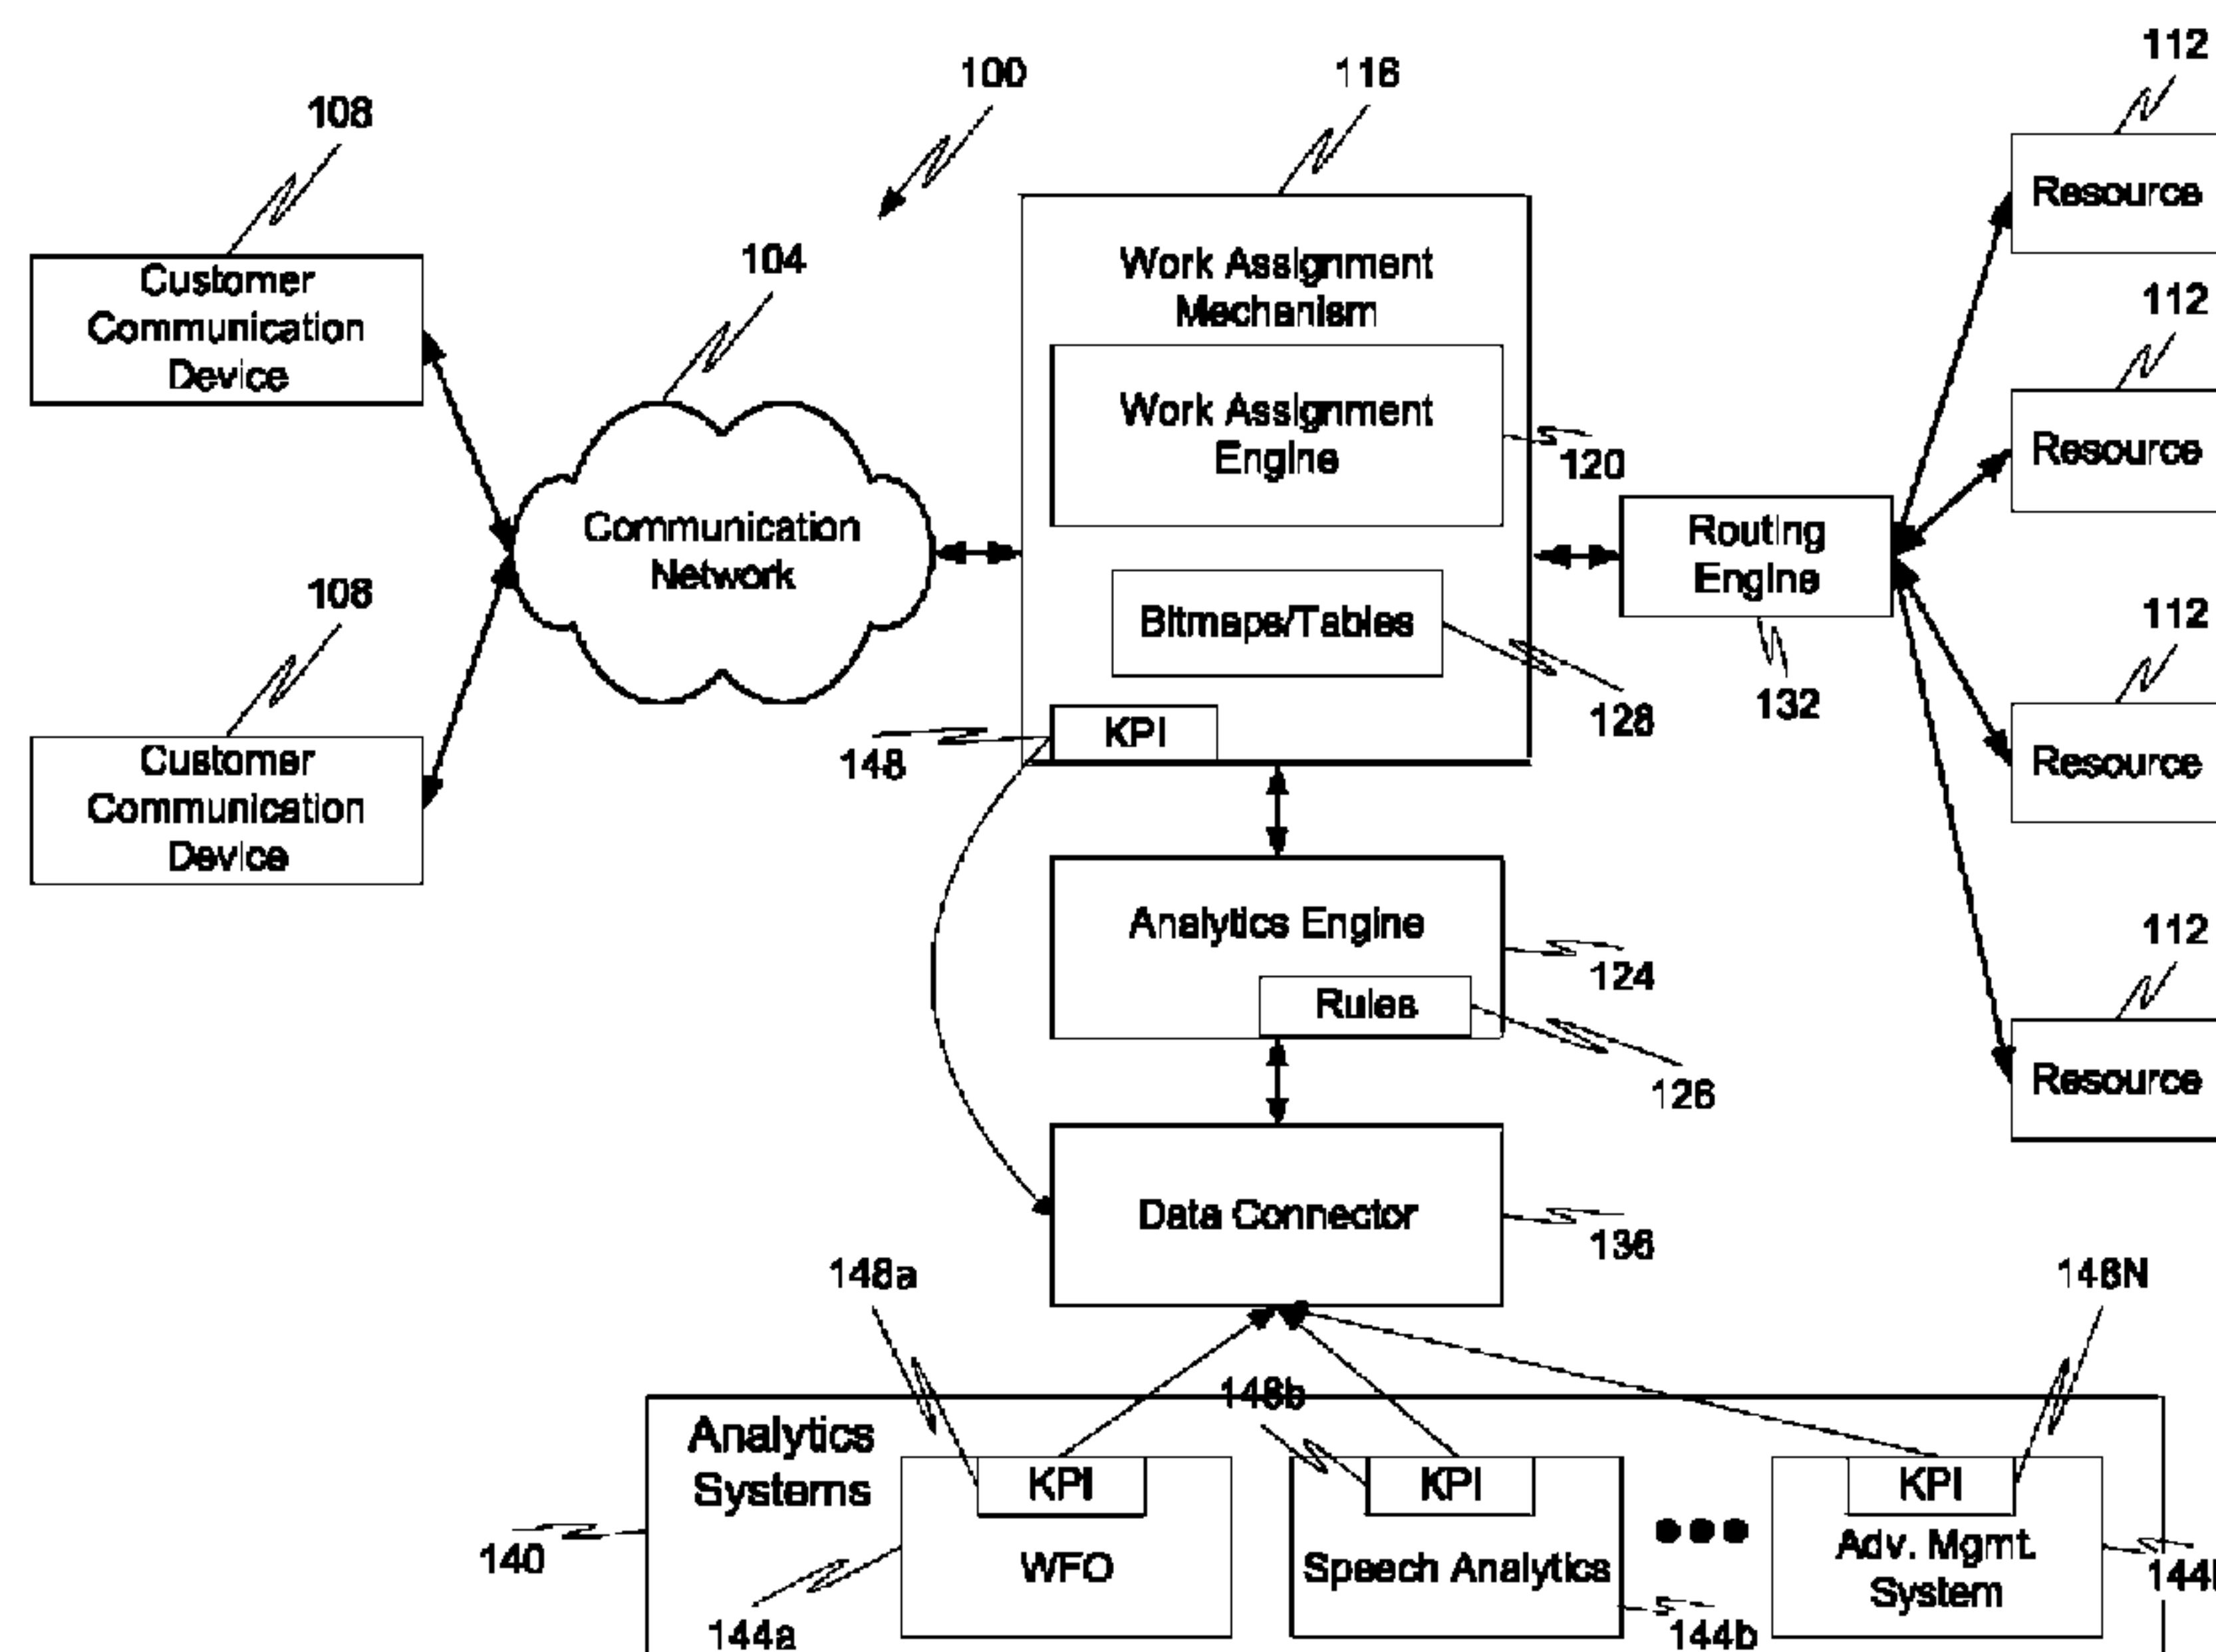 100
116
112
108
Resource
104
Work Assignment
Mechanism
Customer
Communication
Device
112
Work Assignment
Engine
120
Resource
Communication
Network
Routing
Engine
132
108
Bitmaps/Tables
128
112
KPI
148
Customer
Communication
Device
Resource
Analytics Engine
124
Rules
126
112
Resource
Data Connector
136
148a
148b
148N
Analytics
Systems
140
KPI
WFO
144a
KPI
Speech Analytics
144b
KPI
Adv. Mgmt.
System